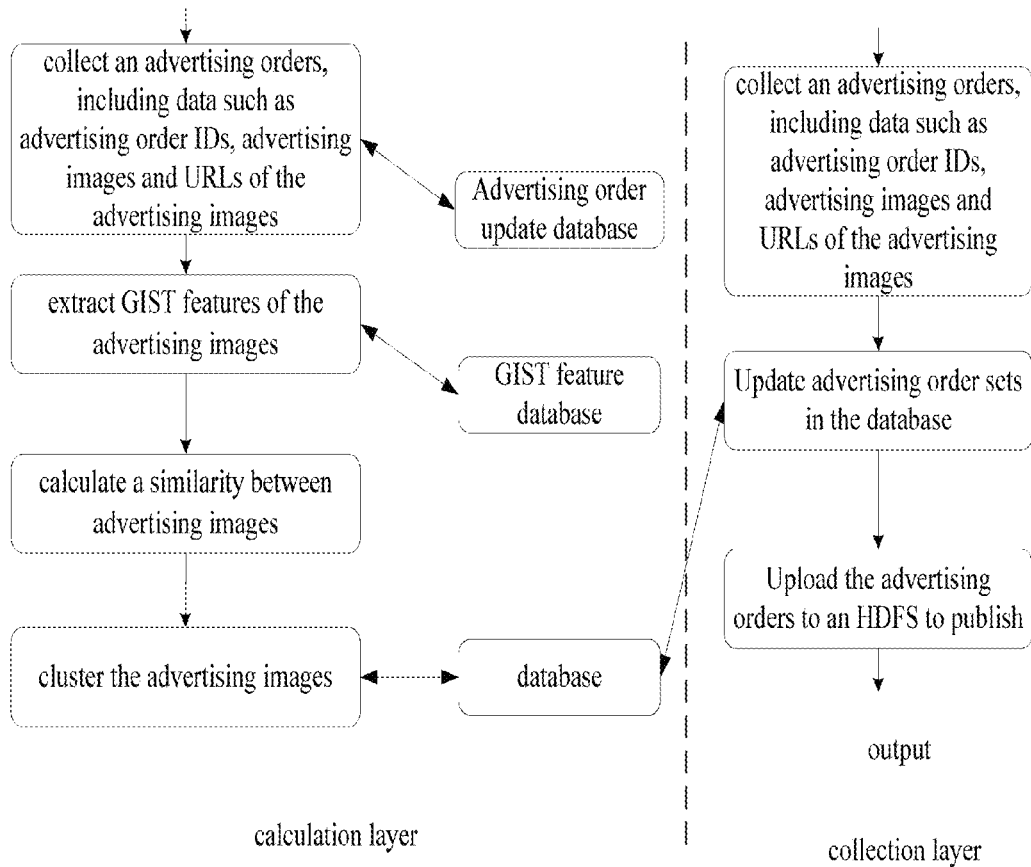 collect an advertising orders,
including data such as
advertising order IDs, advertising
images and URLs of the
advertising images
Advertising order
update database
extract GIST features of the
advertising images
GIST feature
database
calculate a similarity between
advertising images
cluster the advertising images
database
calculation layer
collect an advertising orders,
including data such as
advertising order IDs,
advertising images and
URLs of the advertising
images
Update advertising order sets
in the database
Upload the advertising
orders to an HDFS to publish
output
collection layer